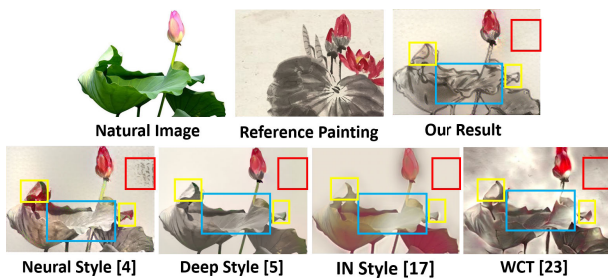 Natural Image
Reference Painting
Our Result
Neural Style [4]
Deep Style [5]
IN Style [17]
WCT [23]